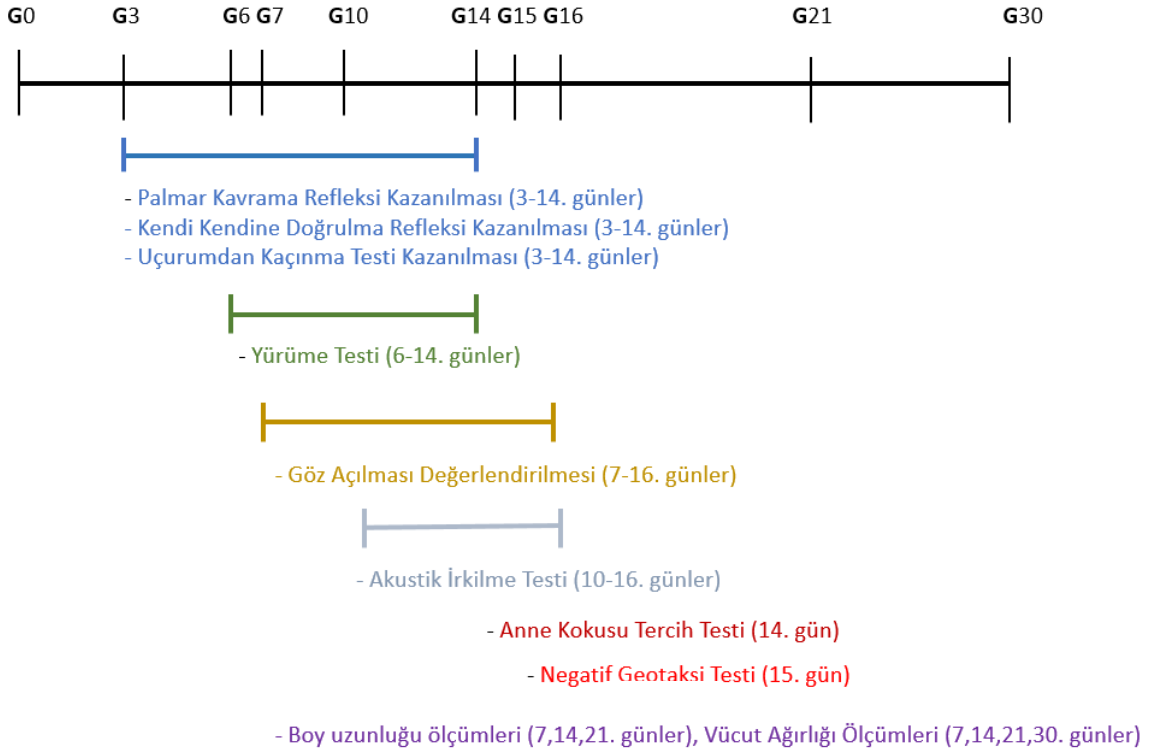 G0 G3 G6 G7 G10 G14 G15 G16 G21 G30
- Palmar Kavrama Refleksi Kazanılması (3-14. günler)
- Kendi Kendine Doğrulma Refleksi Kazanılması (3-14. günler)
- Uçurumdan Kaçınma Testi Kazanılması (3-14. günler)
- Yürüme Testi (6-14. günler)
- Göz Açılması Değerlendirilmesi (7-16. günler)
- Akustik İrkilme Testi (10-16. günler)
- Anne Kokusu Tercih Testi (14. gün)
- Negatif Geotaksi Testi (15. gün)
- Boy uzunluğu ölçümleri (7,14,21. günler), Vücut Ağırlığı Ölçümleri (7,14,21,30. günler)